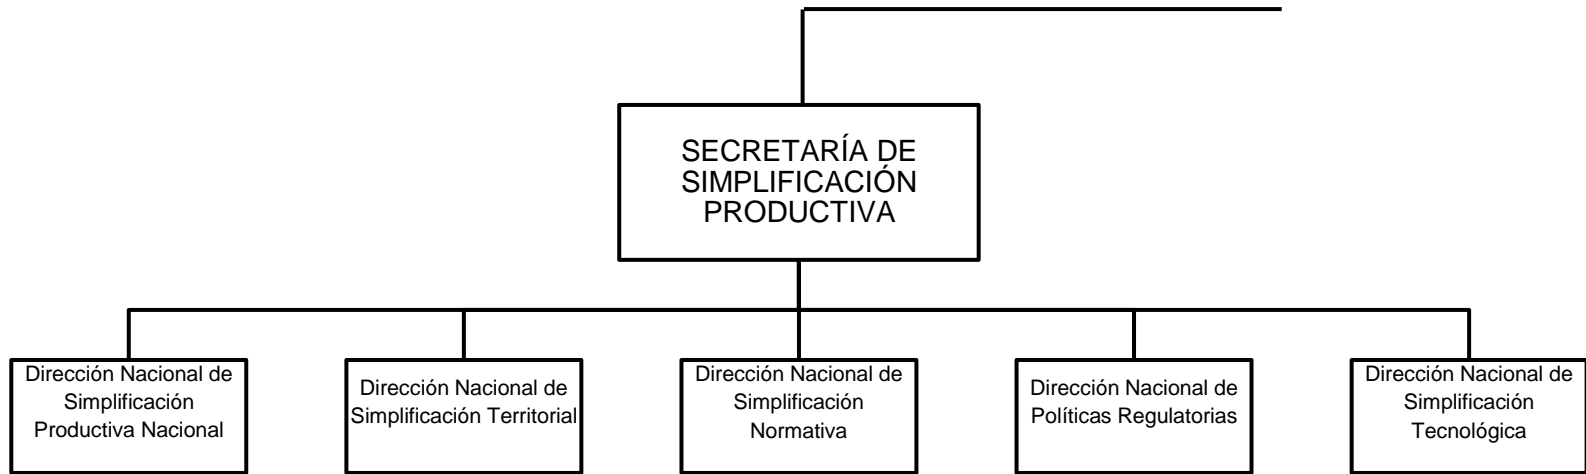 SECRETARÍA DE
SIMPLIFICACIÓN
PRODUCTIVA
Dirección Nacional de
Simplificación
Productiva Nacional
Dirección Nacional de
Simplificación Territorial
Dirección Nacional de
Simplificación
Normativa
Dirección Nacional de
Políticas Regulatorias
Dirección Nacional de
Simplificación
Tecnológica